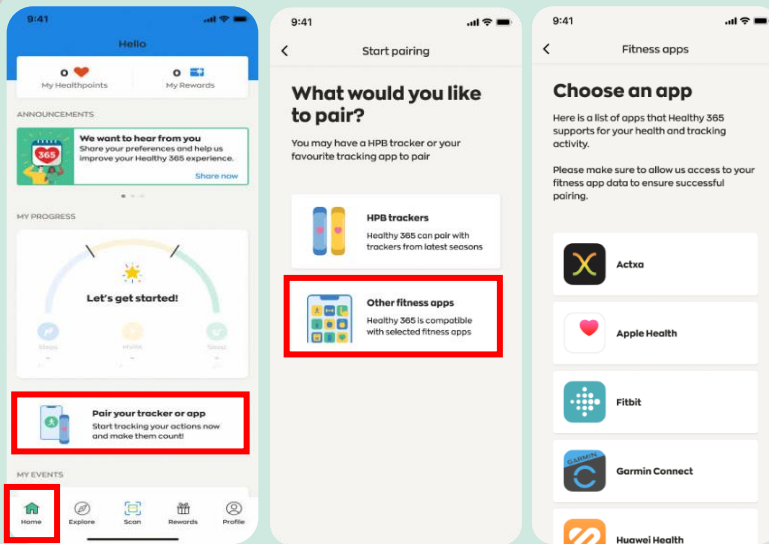 9:41
Hello
0
My Healthpoints
0
My Rewards
ANNOUNCEMENTS
365
We want to hear from you
Share your preferences and help us
improve your Healthy 365 experience.
Share now
MY PROGRESS
Let's get started!
Pair your tracker or app
Start tracking your actions now
and make them count!
MY EVENTS
Home
Explore
Scan
Rewards
Profile
9:41
Start pairing
What would you like
to pair?
You may have a HPB tracker or your
favourite tracking app to pair
HPB trackers
Healthy 365 can pair with
trackers from latest seasons
Other fitness apps
Healthy 365 is compatible
with selected fitness apps
9:41
Fitness apps
Choose an app
Here is a list of apps that Healthy 365
supports for your health and tracking
activity.
Please make sure to allow us access to your
fitness app data to ensure successful
pairing.
Actxa
Apple Health
Fitbit
GARMIN
Garmin Connect
Huawei Health